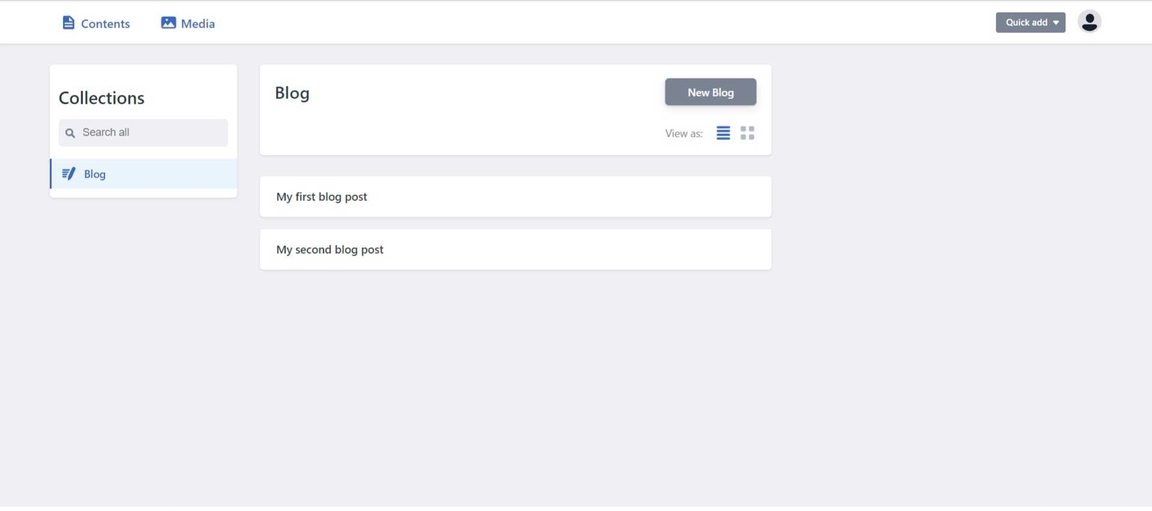 Contents Media Quick add
Collections
Search all
Blog
Blog New Blog
View as:
My first blog post
My second blog post